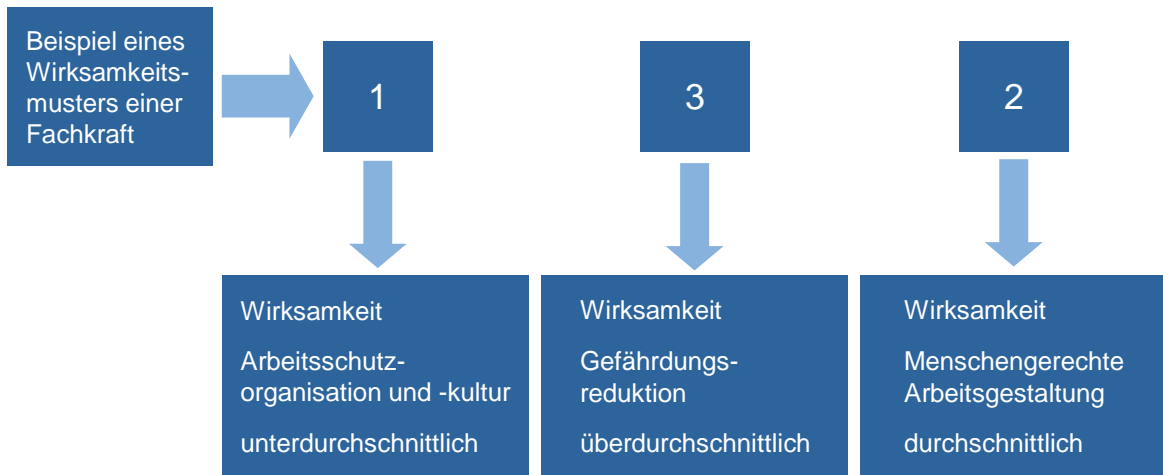 Beispiel eines
Wirksamkeits-
musters einer
Fachkraft
1
3
2
Wirksamkeit
Arbeitsschutz-
organisation und -kultur
unterdurchschnittlich
Wirksamkeit
Gefährdungs-
reduktion
überdurchschnittlich
Wirksamkeit
Menschengerechte
Arbeitsgestaltung
durchschnittlich